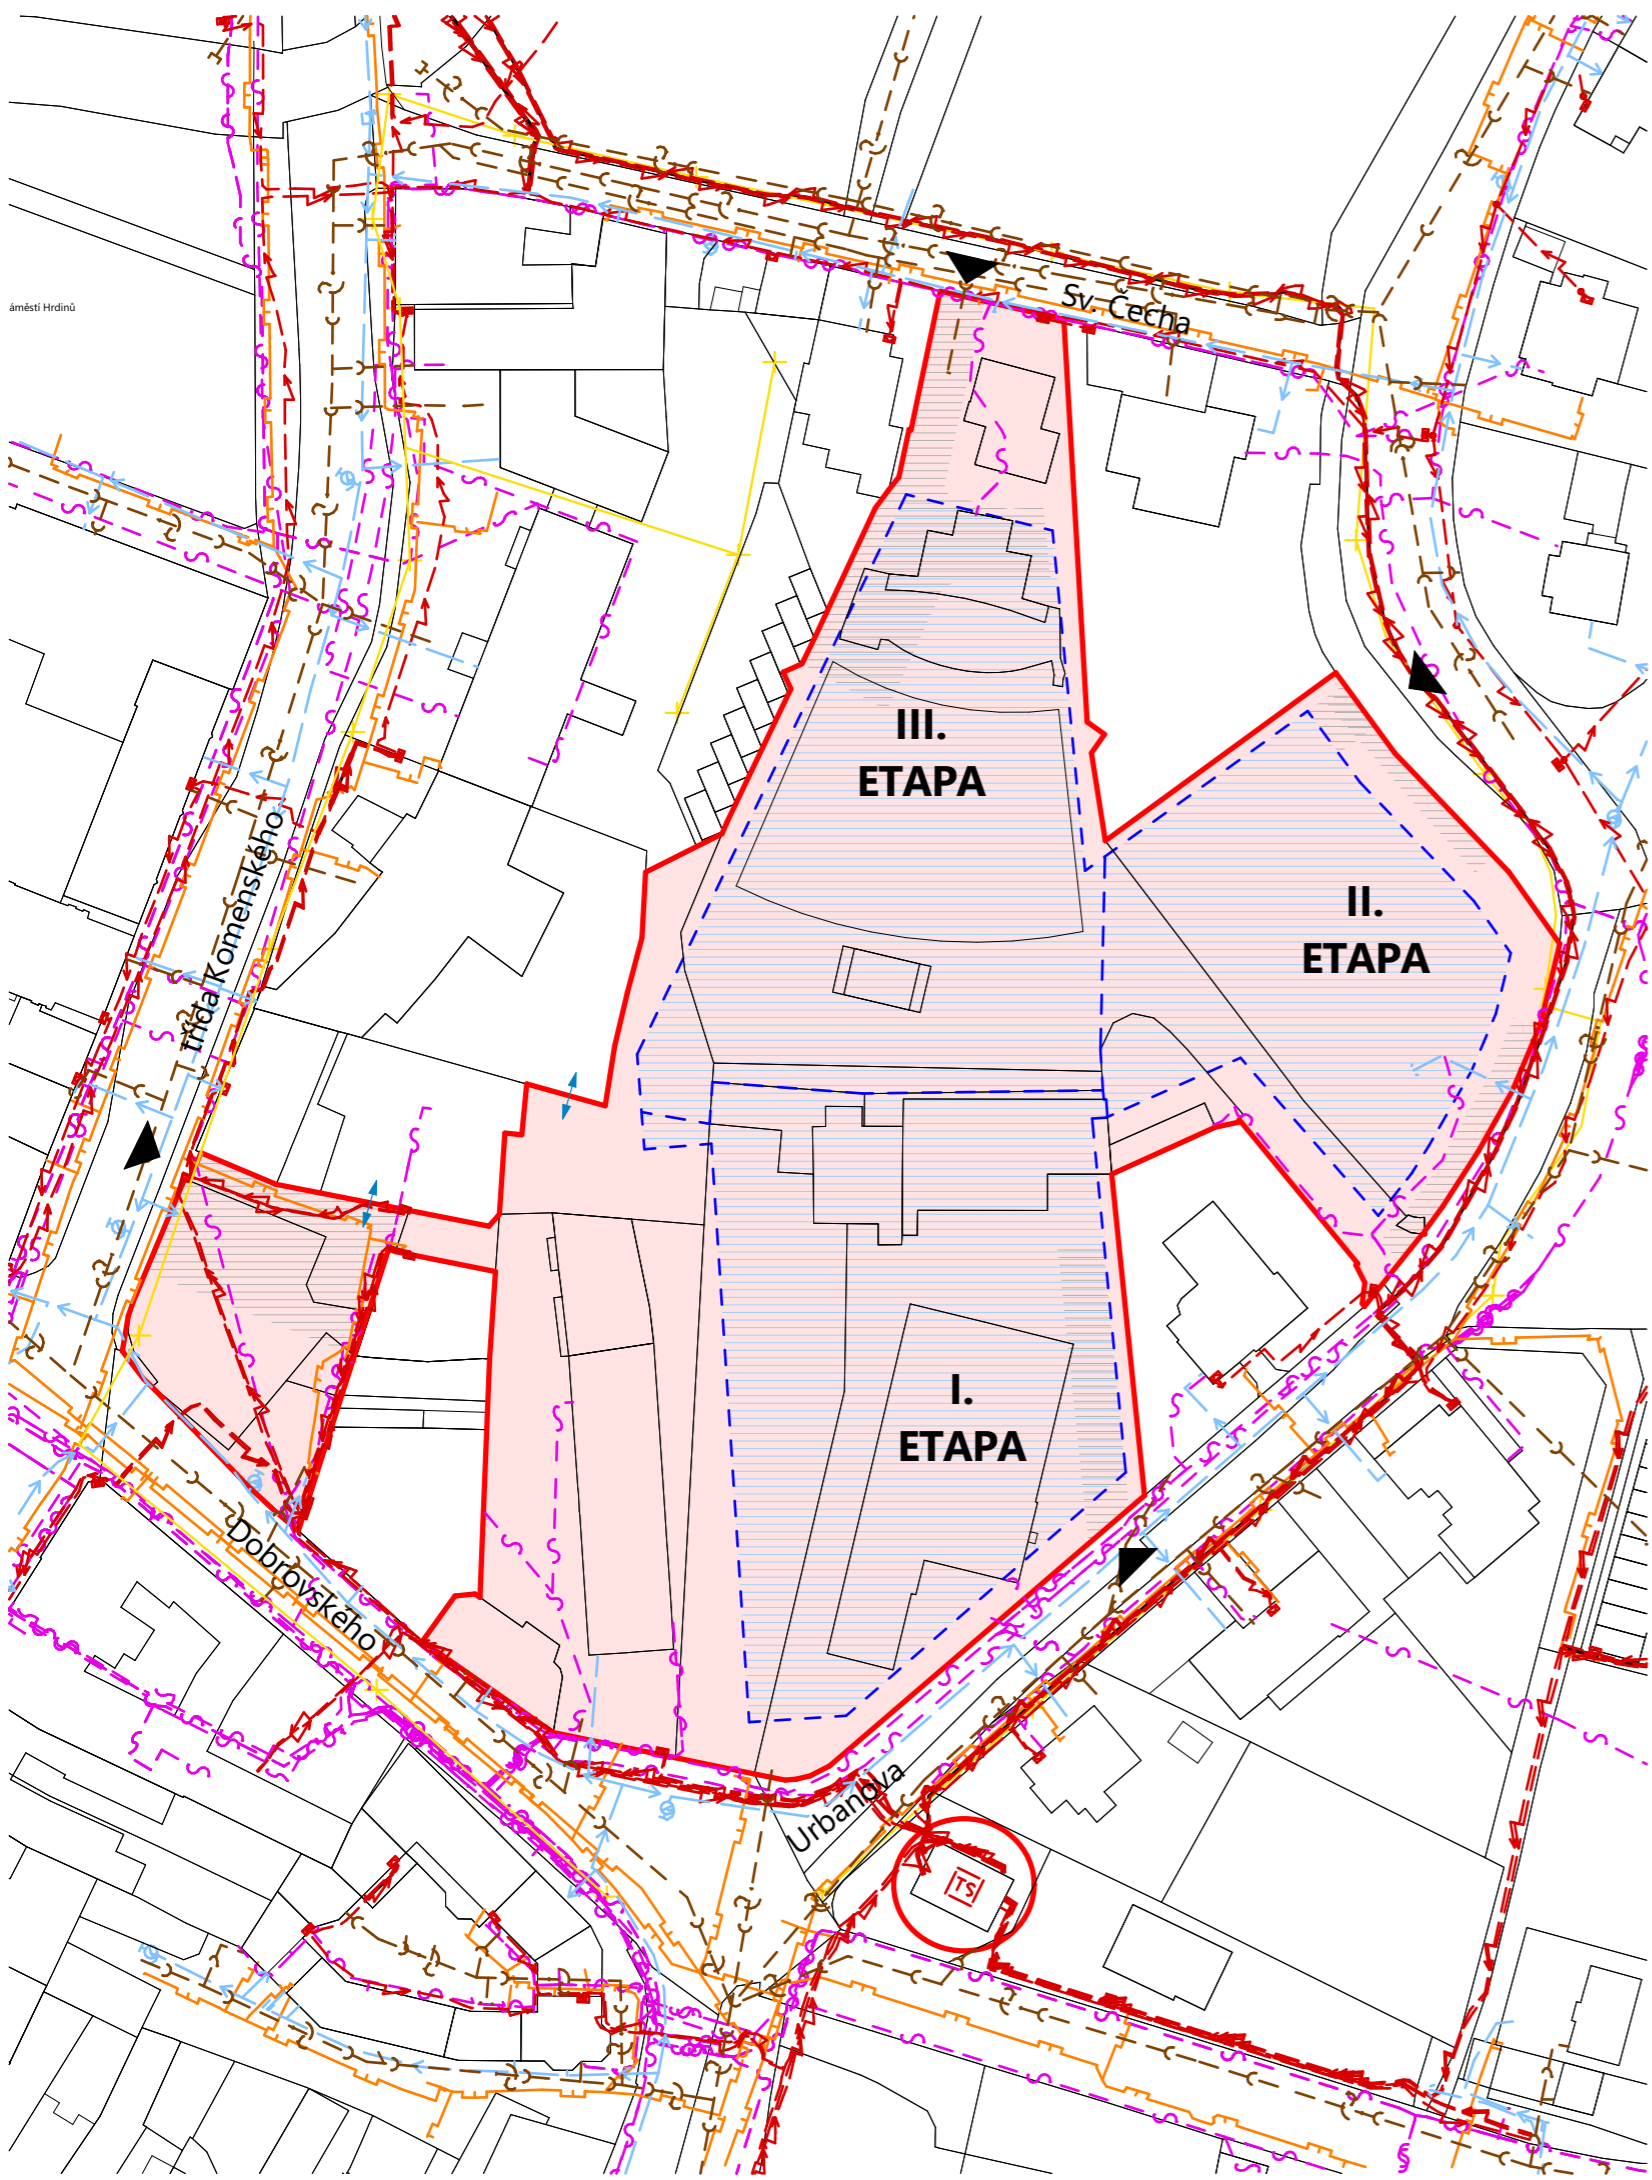 Sv. Čecha
áměstí Hrdinů
III.
ETAPA
třída Komenského
II.
ETAPA
I.
ETAPA
Dobrovského
Urbanova
TS